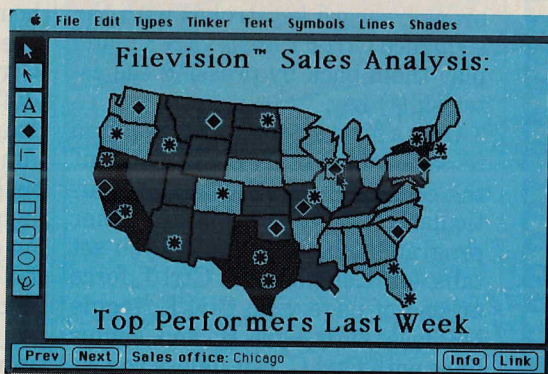 File Edit Types Tinker Text Symbols Lines Shades
Filevision™ Sales Analysis:
A
Top Performers Last Week
Prev Next Sales office: Chicago Info Link